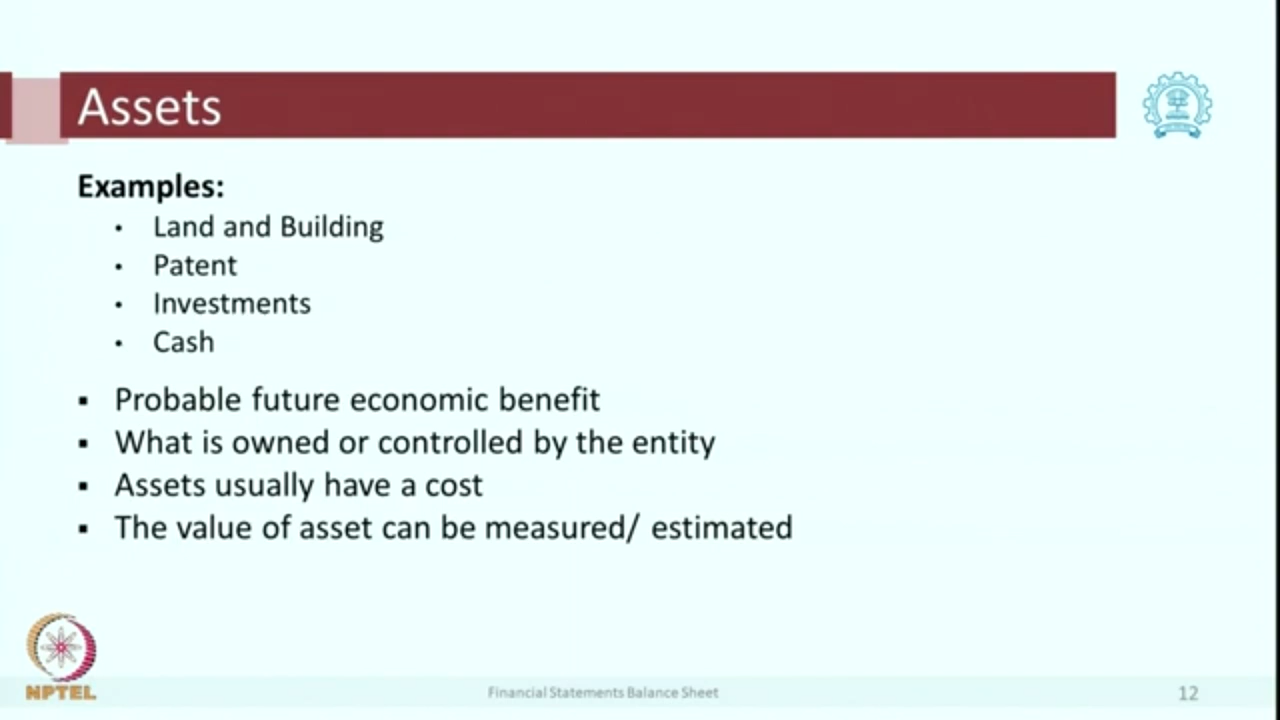 Assets
Examples:
• Land and Building
• Patent
• Investments
• Cash
▪ Probable future economic benefit
▪ What is owned or controlled by the entity
▪ Assets usually have a cost
▪ The value of asset can be measured/ estimated
NPTEL
Financial Statements Balance Sheet
12